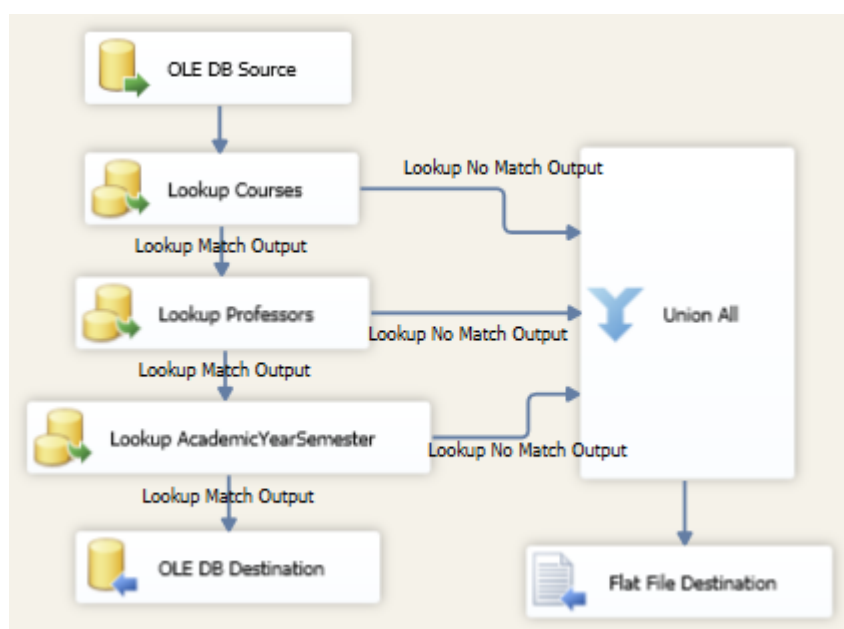 OLE DB Source
Lookup No Match Output
Lookup Courses
Lookup Match Output
Lookup Professors
Union All
Lookup No Match Output
Lookup Match Output
Lookup AcademicYearSemester
Lookup No Match Output
Lookup Match Output
OLE DB Destination
Flat File Destination